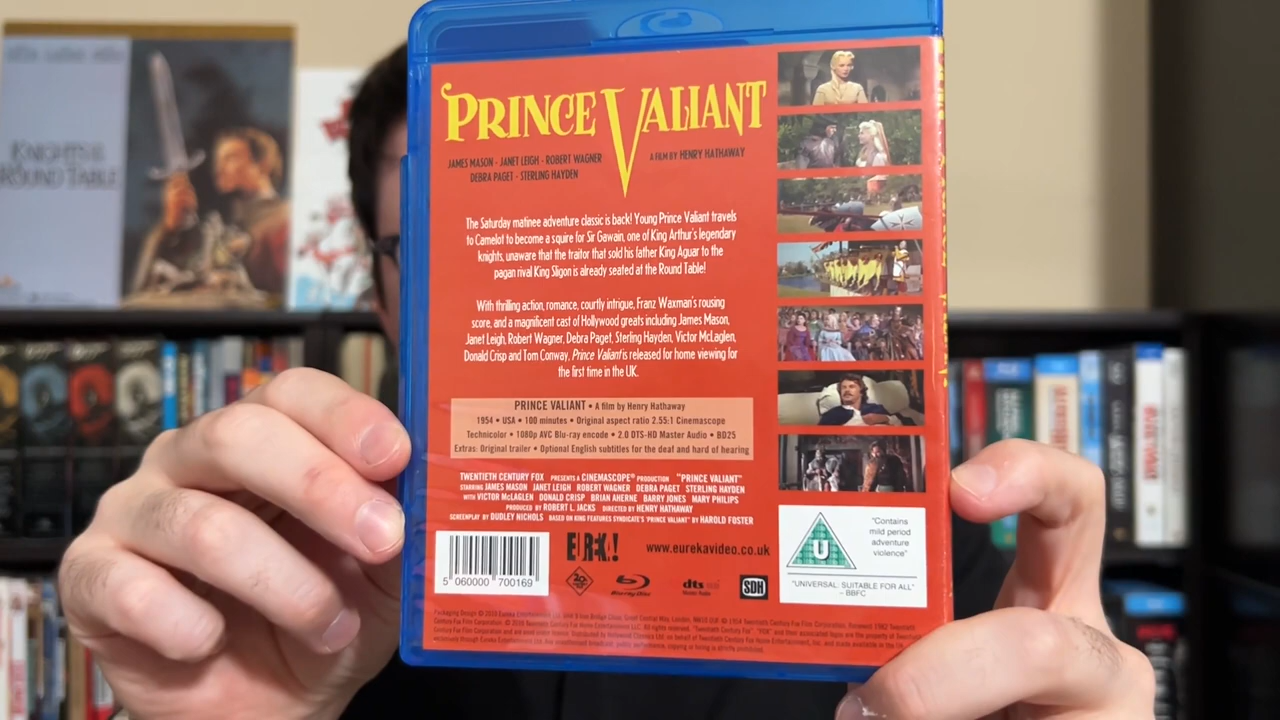 KNIGHTS OF THE
ROUND TABLE
PRINCE VALIANT
JAMES MASON - JANET LEIGH - ROBERT WAGNER
DEBRA PAGET - STERLING HAYDEN
A FILM BY HENRY HATHAWAY
The Saturday matinee adventure classic is back! Young Prince Valiant travels
to Camelot to become a squire for Sir Gawain, one of King Arthur's legendary
knights, unaware that the traitor that sold his father King Aguar to the
pagan rival King Sligon is already seated at the Round Table!
With thrilling action, romance, courtly intrigue, Franz Waxman's rousing
score, and a magnificent cast of Hollywood greats including James Mason,
Janet Leigh, Robert Wagner, Debra Paget, Sterling Hayden, Victor McLaglen,
Donald Crisp and Tom Conway, Prince Valiant is released for home viewing for
the first time in the UK.
PRINCE VALIANT • A film by Henry Hathaway
1954 • USA • 100 minutes • Original aspect ratio 2.55:1 Cinemascope
Technicolor • 1080p AVC Blu-ray encode • 2.0 DTS-HD Master Audio • BD25
Extras: Original trailer • Optional English subtitles for the deaf and hard of hearing
TWENTIETH CENTURY FOX PRESENTS A CINEMASCOPE® PRODUCTION "PRINCE VALIANT"
STARRING JAMES MASON JANET LEIGH ROBERT WAGNER DEBRA PAGET STERLING HAYDEN
WITH VICTOR McLAGLEN DONALD CRISP BRIAN AHERNE BARRY JONES MARY PHILIPS
PRODUCED BY ROBERT L. JACKS DIRECTED BY HENRY HATHAWAY
SCREENPLAY BY DUDLEY NICHOLS BASED ON KING FEATURES SYNDICATE'S 'PRINCE VALIANT' BY HAROLD FOSTER
5 060000 700169
EUREKA!
www.eurekavideo.co.uk
Blu-ray Disc
dts
Master Audio
SDH
U
"Contains
mild period
adventure
violence"
"UNIVERSAL: SUITABLE FOR ALL"
– BBFC